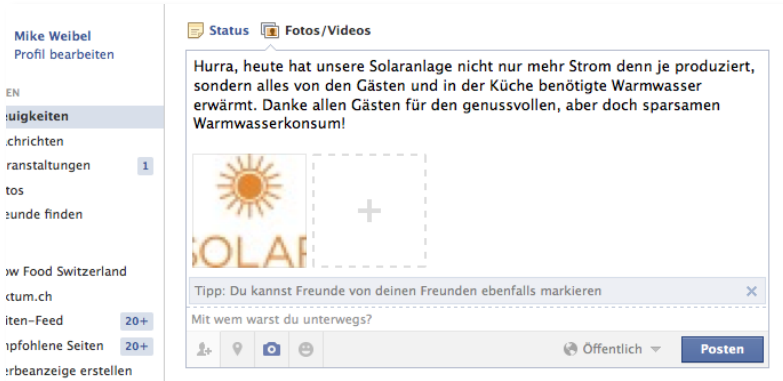 Mike Weibel
Profil bearbeiten
EN
euigkeiten
chrichten
ranstaltungen 1
tos
eunde finden
ow Food Switzerland
ktum.ch
iten-Feed 20+
npfohlene Seiten 20+
erbeanzeige erstellen
Status Fotos/Videos
Hurra, heute hat unsere Solaranlage nicht nur mehr Strom denn je produziert,
sondern alles von den Gästen und in der Küche benötigte Warmwasser
erwärmt. Danke allen Gästen für den genussvollen, aber doch sparsamen
Warmwasserkonsum!
SOLAR
Tipp: Du kannst Freunde von deinen Freunden ebenfalls markieren
Mit wem warst du unterwegs?
Öffentlich Posten